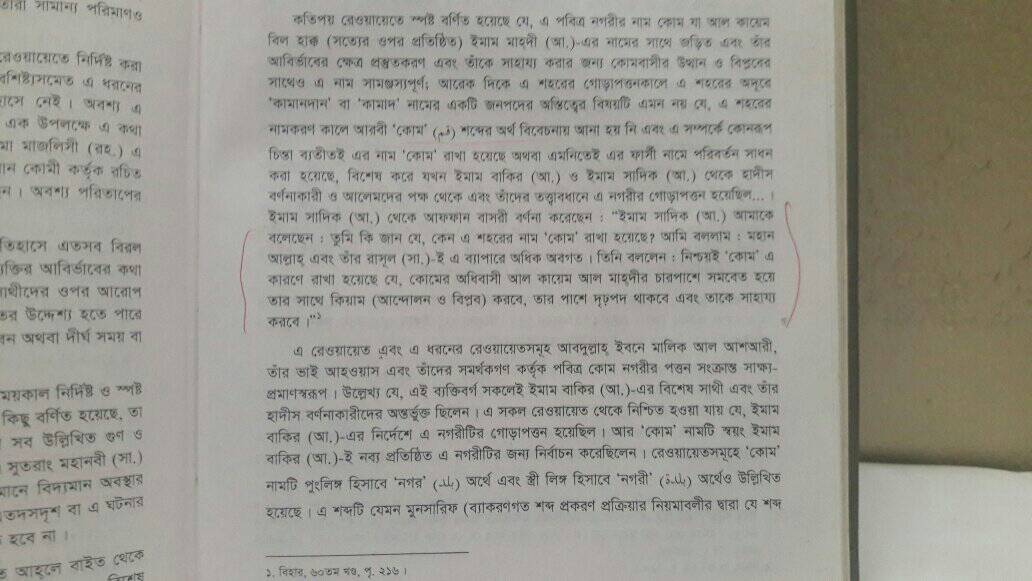 তারা সামান্য পরিমাণও
রেওয়ায়েতে নির্দিষ্ট করা
বৈশিষ্ট্যসমেত এ ধরনের
হাসে নেই। অবশ্য এ
এক উপলক্ষে এ কথা
মা মাজলিসী (রহ.) এ
ান কোমী কর্তৃক রচিত
ন। অবশ্য পরিতাপের
তিহাসে এতসব বিরল
ক্তির আবির্ভাবের কথা
াথীদের ওপর আরোপ
তর উদ্দেশ্য হতে পারে
বন অথবা দীর্ঘ সময় বা
ময়কাল নির্দিষ্ট ও স্পষ্ট
কিছু বর্ণিত হয়েছে, তা
সব উল্লিখিত গুণ ও
সুতরাং মহানবী (সা.)
মানে বিদ্যমান অবস্থার
তদসদৃশ বা এ ঘটনার
হবে না।
ত আহলে বাইত থেকে
কতিপয় রেওয়ায়েতে স্পষ্ট বর্ণিত হয়েছে যে, এ পবিত্র নগরীর নাম কোম যা আল কায়েম
বিল হাক্ক (সত্যের ওপর প্রতিষ্ঠিত) ইমাম মাহ্দী (আ.)-এর নামের সাথে জড়িত এবং তাঁর
আবির্ভাবের ক্ষেত্র প্রস্তুতকরণ এবং তাঁকে সাহায্য করার জন্য কোমবাসীর উত্থান ও বিপ্লবের
সাথেও এ নাম সামঞ্জস্যপূর্ণ; আরেক দিকে এ শহরের গোড়াপত্তনকালে এ শহরের অদূরে
'কামানদান' বা 'কামাদ' নামের একটি জনপদের অস্তিত্বের বিষয়টি এমন নয় যে, এ শহরের
নামকরণ কালে আরবী 'কোম' (قم) শব্দের অর্থ বিবেচনায় আনা হয় নি এবং এ সম্পর্কে কোনরূপ
চিন্তা ব্যতীতই এর নাম 'কোম' রাখা হয়েছে অথবা এমনিতেই এর ফার্সী নামে পরিবর্তন সাধন
করা হয়েছে, বিশেষ করে যখন ইমাম বাকির (আ.) ও ইমাম সাদিক (আ.) থেকে হাদীস
বর্ণনাকারী ও আলেমদের পক্ষ থেকে এবং তাঁদের তত্ত্বাবধানে এ নগরীর গোড়াপত্তন হয়েছিল...।
ইমাম সাদিক (আ.) থেকে আফফান বাসরী বর্ণনা করেছেন : "ইমাম সাদিক (আ.) আমাকে
বলেছেন : তুমি কি জান যে, কেন এ শহরের নাম 'কোম' রাখা হয়েছে? আমি বললাম : মহান
আল্লাহ্ এবং তাঁর রাসূল (সা.)-ই এ ব্যাপারে অধিক অবগত। তিনি বললেন : নিশ্চয়ই 'কোম' এ
কারণে রাখা হয়েছে যে, কোমের অধিবাসী আল কায়েম আল মাহ্দীর চারপাশে সমবেত হয়ে
তার সাথে কিয়াম (আন্দোলন ও বিপ্লব) করবে, তার পাশে দৃঢ়পদ থাকবে এবং তাকে সাহায্য
করবে।"১
এ রেওয়ায়েত এবং এ ধরনের রেওয়ায়েতসমূহ আবদুল্লাহ্ ইবনে মালিক আল আশআরী,
তাঁর ভাই আহওয়াস এবং তাঁদের সমর্থকগণ কর্তৃক পবিত্র কোম নগরীর পত্তন সংক্রান্ত সাক্ষ্য-
প্রমাণস্বরূপ। উল্লেখ্য যে, এই ব্যক্তিবর্গ সকলেই ইমাম বাকির (আ.)-এর বিশেষ সাথী এবং তাঁর
হাদীস বর্ণনাকারীদের অন্তর্ভুক্ত ছিলেন। এ সকল রেওয়ায়েত থেকে নিশ্চিত হওয়া যায় যে, ইমাম
বাকির (আ.)-এর নির্দেশে এ নগরীটির গোড়াপত্তন হয়েছিল। আর 'কোম' নামটি স্বয়ং ইমাম
বাকির (আ.)-ই নব্য প্রতিষ্ঠিত এ নগরীটির জন্য নির্বাচন করেছিলেন। রেওয়ায়েতসমূহে 'কোম'
নামটি পুংলিঙ্গ হিসাবে 'নগর' (بلد) অর্থে এবং স্ত্রী লিঙ্গ হিসাবে 'নগরী' (بلدة) অর্থেও উল্লিখিত
হয়েছে। এ শব্দটি যেমন মুনসারিফ (ব্যাকরণগত শব্দ প্রকরণ প্রক্রিয়ার নিয়মাবলীর দ্বারা যে শব্দ
১. বিহার, ৬০তম খণ্ড, পৃ. ২১৬।